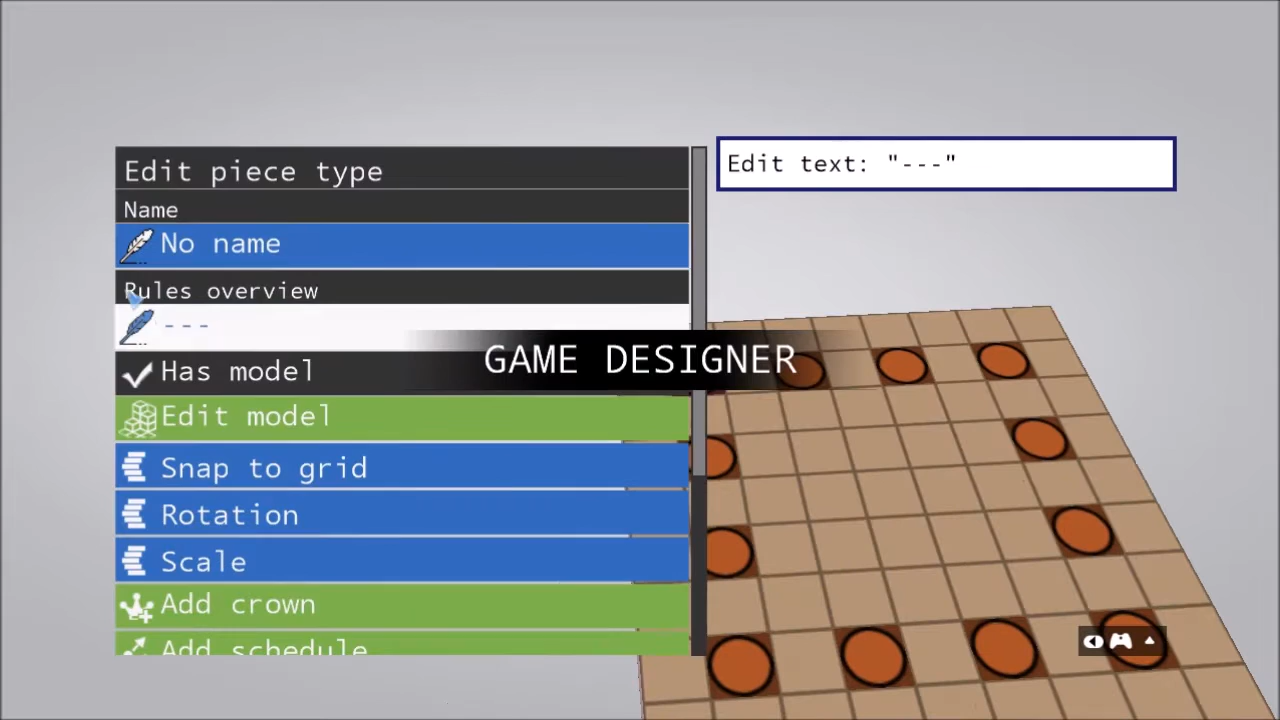 Edit piece type
Name
No name
Rules overview
---
Has model
Edit model
Snap to grid
Rotation
Scale
Add crown
Add schedule
Edit text: "---"
GAME DESIGNER